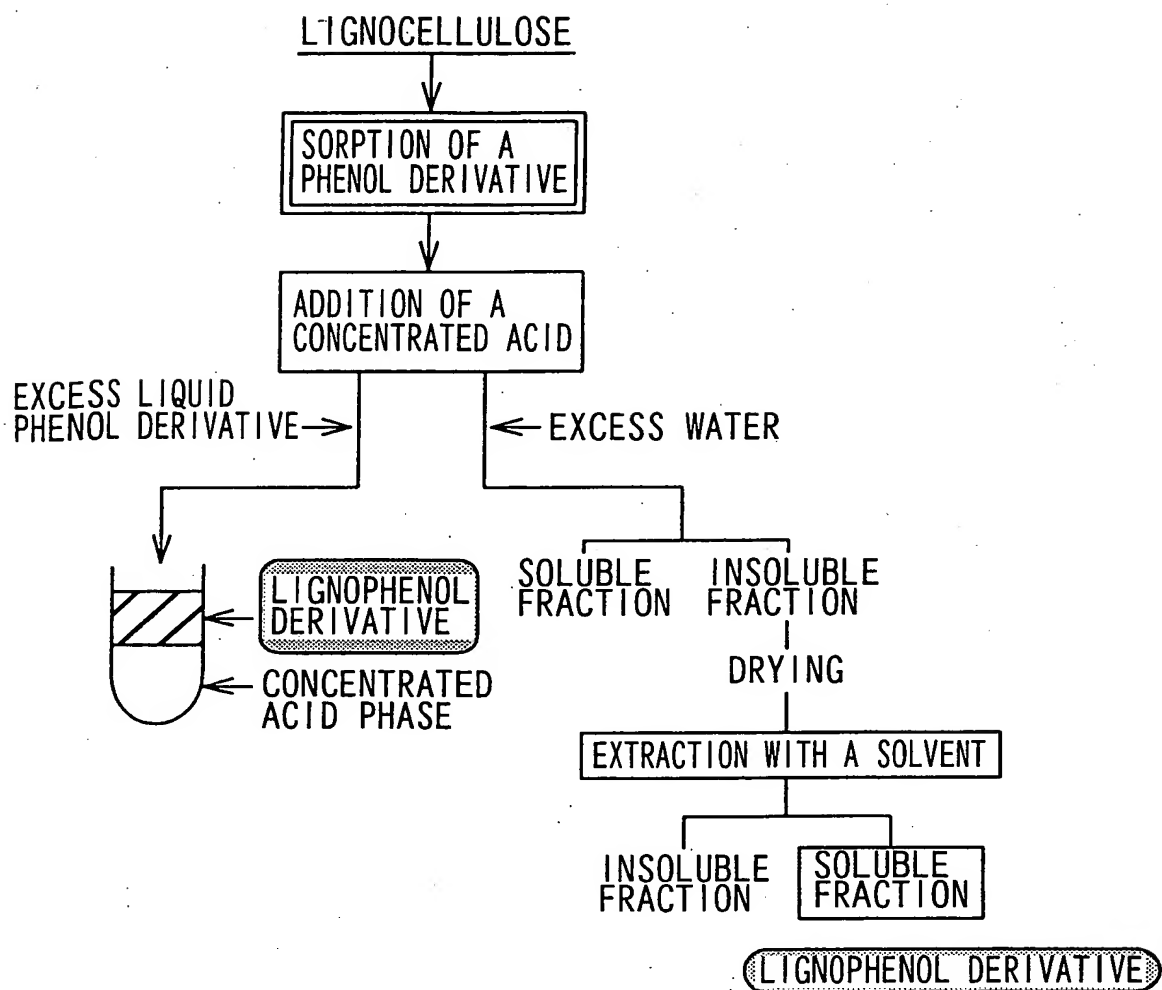 LIGNOCELLULOSE
SORPTION OF A
PHENOL DERIVATIVE
ADDITION OF A
CONCENTRATED ACID
EXCESS LIQUID
PHENOL DERIVATIVE
EXCESS WATER
LIGNOPHENOL
DERIVATIVE
CONCENTRATED
ACID PHASE
SOLUBLE
FRACTION
INSOLUBLE
FRACTION
DRYING
EXTRACTION WITH A SOLVENT
INSOLUBLE
FRACTION
SOLUBLE
FRACTION
LIGNOPHENOL DERIVATIVE